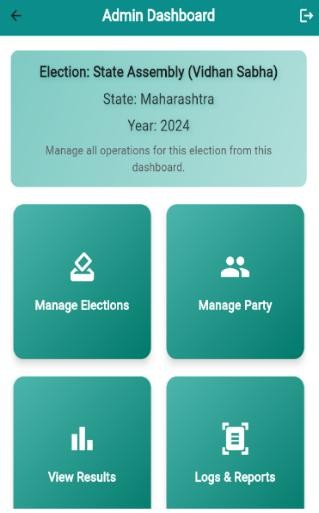 Admin Dashboard
Election: State Assembly (Vidhan Sabha)
State: Maharashtra
Year: 2024
Manage all operations for this election from this
dashboard.
Manage Elections
Manage Party
View Results
Logs & Reports